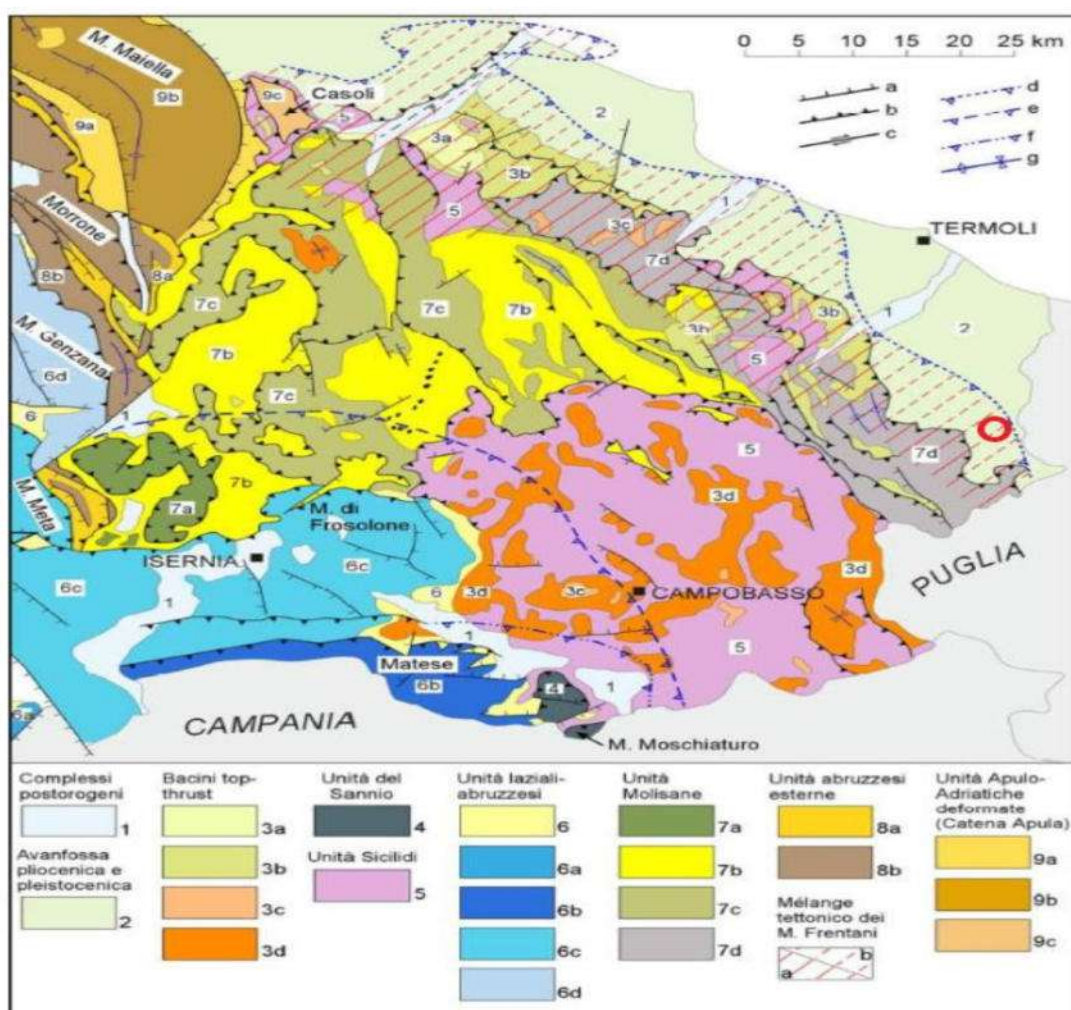 M. Maiella
9b
9c
Casoli
5
0 5 10 15 20 25 km
a
b
c
d
e
f
g
2
9a
3a
3b
1
Morrone
5
3c
7d
TERMOLI
8b
8a
7c
7c
7b
3b
3b
1
2
M. Genzana
7b
5
6d
7c
6
1
5
7d
7b
M. Meta
7a
M. di
Frosolone
3d
ISERNIA
6c
PUGLIA
6c
1
6
3d
3c
CAMPOBASSO
3d
1
5
Matese
6b
4
1
6a
CAMPANIA
M. Moschiaturo
Complessi
postorogeni
1
Avanfossa
pliocenica e
pleistocenica
2
Bacini top-
thrust
3a
3b
3c
3d
Unità del
Sannio
4
Unità Sicilidi
5
Unità laziali-
abruzzesi
6
6a
6b
6c
6d
Unità
Molisane
7a
7b
7c
7d
Unità abruzzesi
esterne
8a
8b
Mélange
tettonico dei
M. Frentani
a
b
Unità Apulo-
Adriatiche
deformate
(Catena Apula)
9a
9b
9c